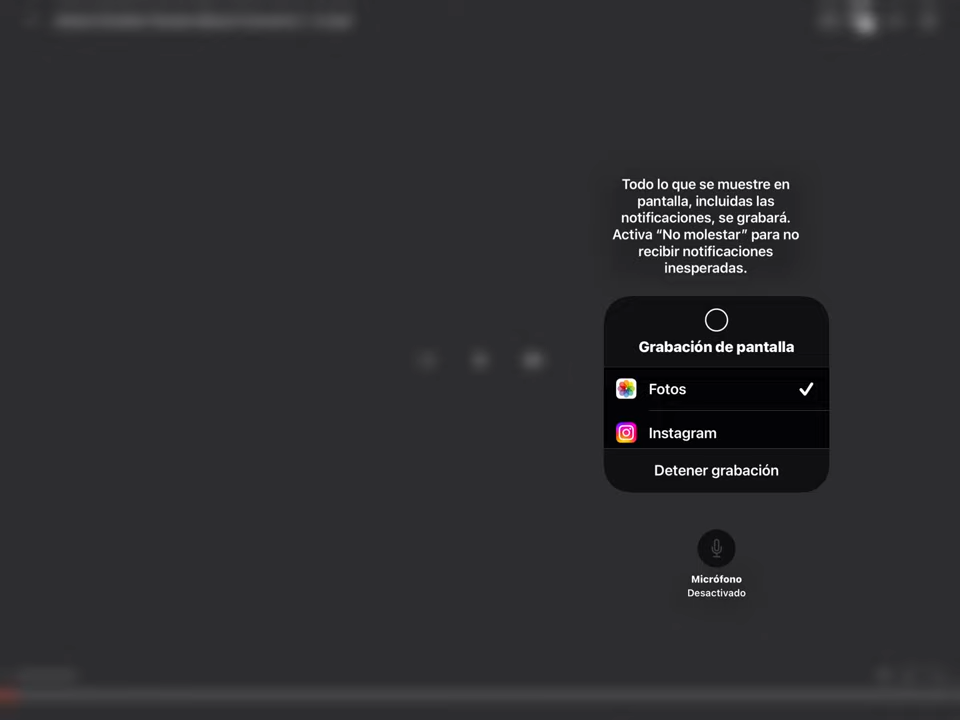 Todo lo que se muestre en
pantalla, incluidas las
notificaciones, se grabará.
Activa “No molestar” para no
recibir notificaciones
inesperadas.
Grabación de pantalla
Fotos
Instagram
Detener grabación
Micrófono
Desactivado